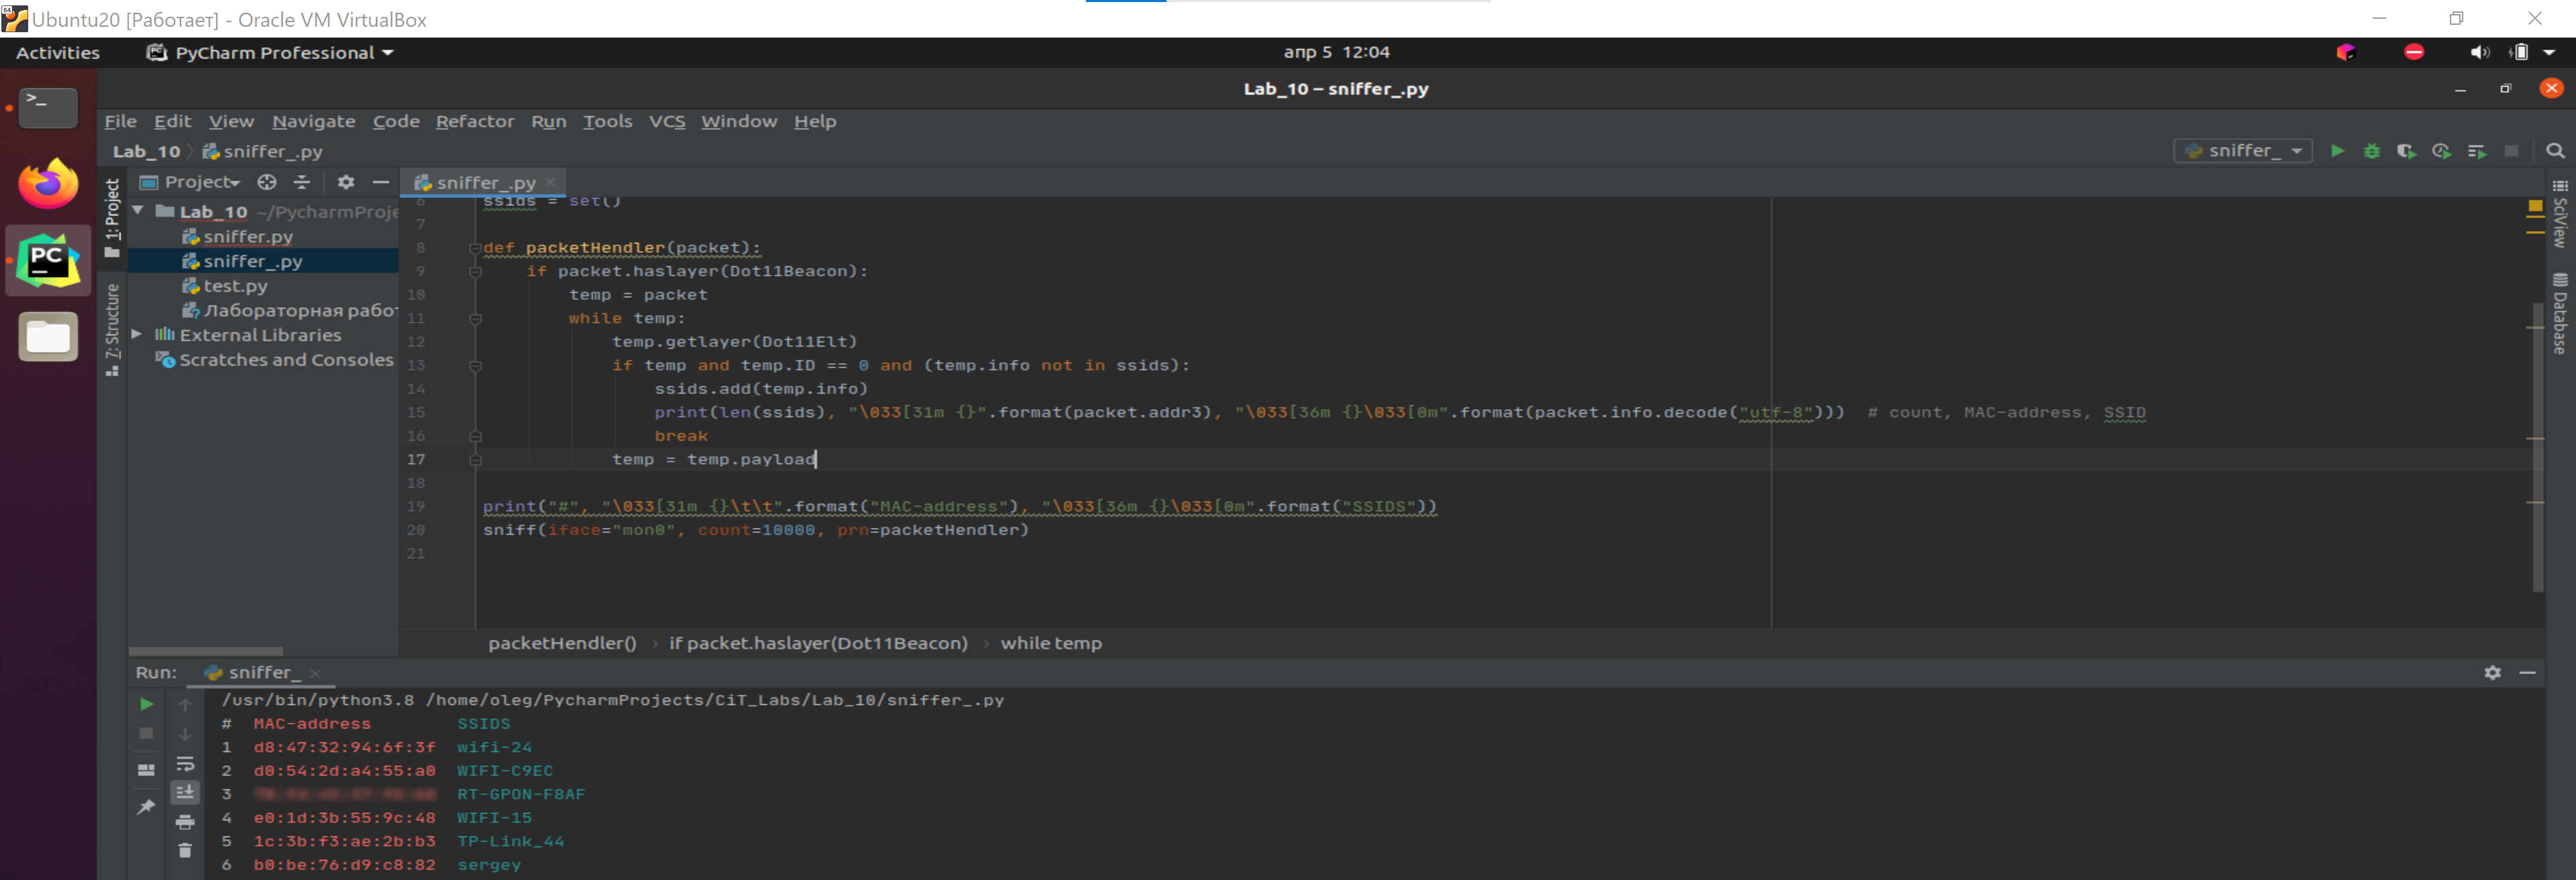 Ubuntu20 [Работает] - Oracle VM VirtualBox
Activities PyCharm Professional апр 5 12:04
Lab_10 – sniffer_.py
File Edit View Navigate Code Refactor Run Tools VCS Window Help
Lab_10 sniffer_.py sniffer_
1: Project
7: Structure
Project
Lab_10 ~/PycharmProje
sniffer.py
sniffer_.py
test.py
Лабораторная работ
External Libraries
Scratches and Consoles
sniffer_.py
SciView
Database
6 ssids = set()
7
8 def packetHendler(packet):
9 if packet.haslayer(Dot11Beacon):
10 temp = packet
11 while temp:
12 temp.getlayer(Dot11Elt)
13 if temp and temp.ID == 0 and (temp.info not in ssids):
14 ssids.add(temp.info)
15 print(len(ssids), "\033[31m {}".format(packet.addr3), "\033[36m {}\033[0m".format(packet.info.decode("utf-8"))) # count, MAC-address, SSID
16 break
17 temp = temp.payload
18
19 print("#", "\033[31m {}\t\t".format("MAC-address"), "\033[36m {}\033[0m".format("SSIDS"))
20 sniff(iface="mon0", count=10000, prn=packetHendler)
21
packetHendler() › if packet.haslayer(Dot11Beacon) › while temp
Run: sniffer_
/usr/bin/python3.8 /home/oleg/PycharmProjects/CiT_Labs/Lab_10/sniffer_.py
# MAC-address SSIDS
1 d8:47:32:94:6f:3f wifi-24
2 d0:54:2d:a4:55:a0 WIFI-C9EC
3 RT-GPON-F8AF
4 e0:1d:3b:55:9c:48 WIFI-15
5 1c:3b:f3:ae:2b:b3 TP-Link_44
6 b0:be:76:d9:c8:82 sergey